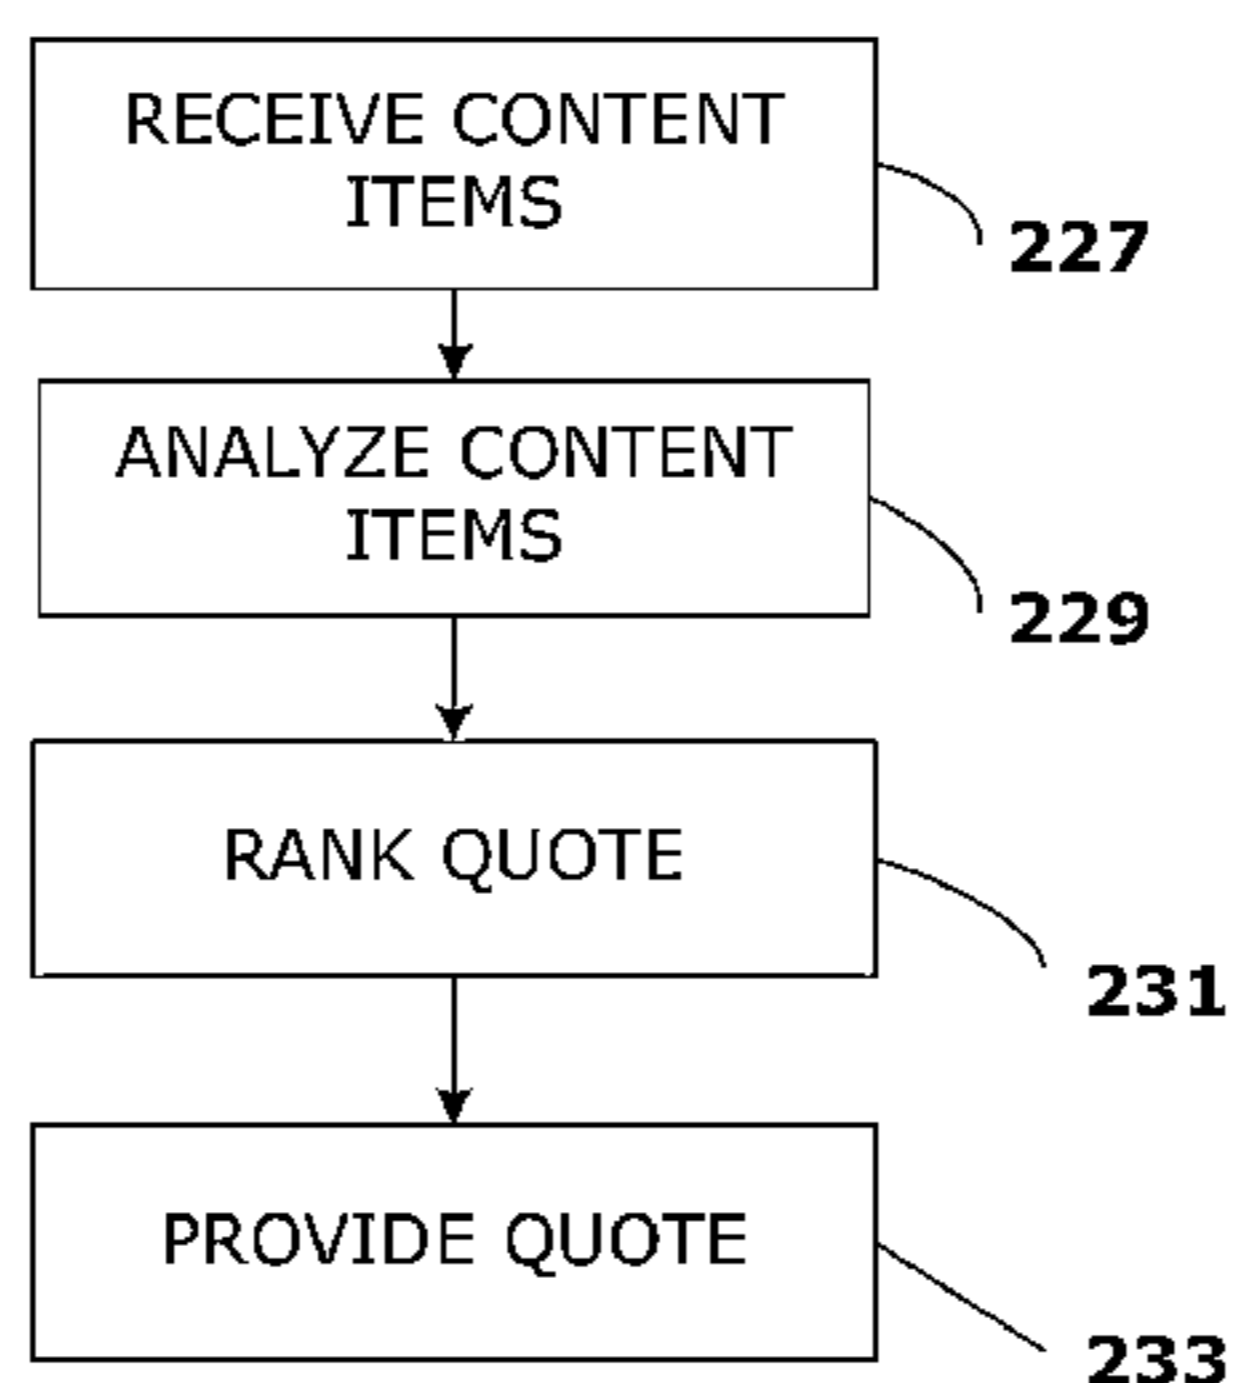 RECEIVE CONTENT
ITEMS
227
ANALYZE CONTENT
ITEMS
229
RANK QUOTE
231
PROVIDE QUOTE
233